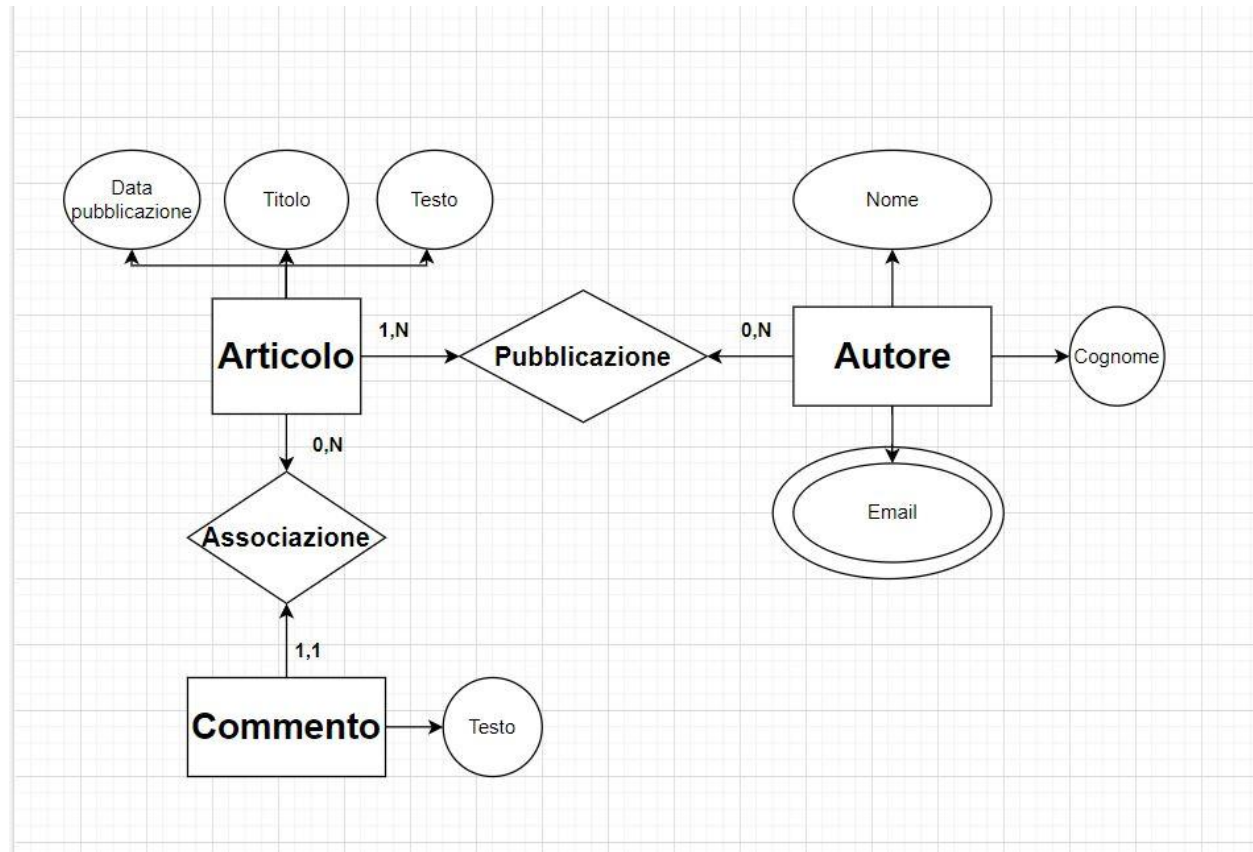 Data
pubblicazione
Titolo
Testo
Nome
Articolo
1,N
Pubblicazione
0,N
Autore
Cognome
0,N
Email
Associazione
1,1
Commento
Testo